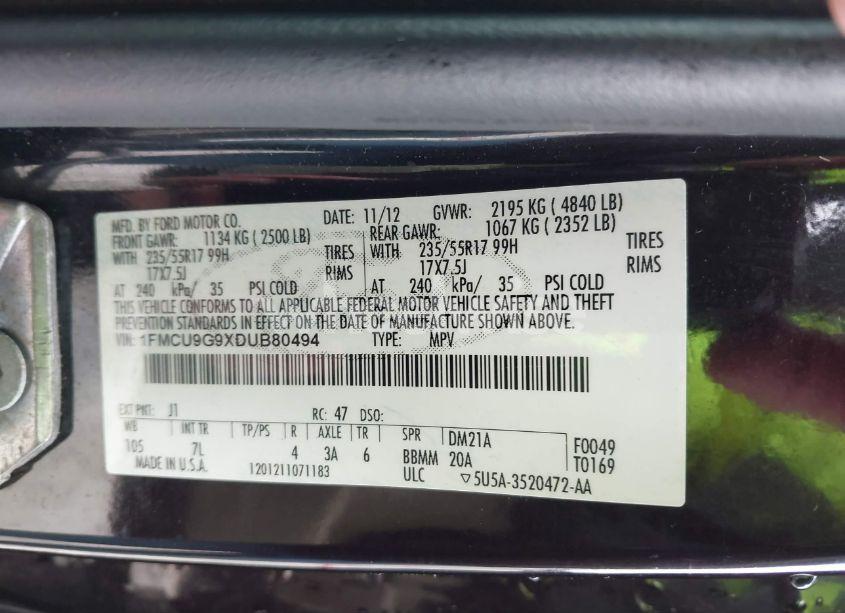 MFD. BY FORD MOTOR CO. DATE: 11/12 GVWR: 2195 KG ( 4840 LB)
FRONT GAWR: 1134 KG ( 2500 LB) REAR GAWR: 1067 KG ( 2352 LB)
WITH 235/55R17 99H TIRES WITH 235/55R17 99H TIRES
17X7.5J RIMS 17X7.5J RIMS
AT 240 kPa/ 35 PSI COLD AT 240 kPa/ 35 PSI COLD
THIS VEHICLE CONFORMS TO ALL APPLICABLE FEDERAL MOTOR VEHICLE SAFETY AND THEFT
PREVENTION STANDARDS IN EFFECT ON THE DATE OF MANUFACTURE SHOWN ABOVE.
VIN: 1FMCU9G9XDUB80494 TYPE: MPV
EXT PNT: J1 RC: 47 DSO:
WB INT TR TP/PS R AXLE TR SPR DM21A F0049
105 7L 4 3A 6 BBMM 20A T0169
MADE IN U.S.A. 1201211071183 ULC ▽5U5A-3520472-AA